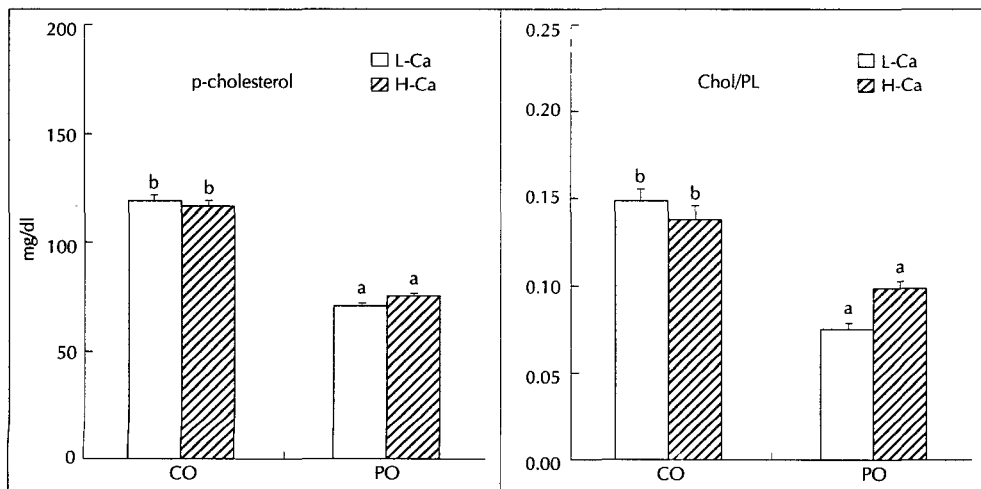 200
150
100
50
0
mg/dl
p-cholesterol
L-Ca
H-Ca
b
b
a
a
CO
PO
0.25
0.20
0.15
0.10
0.05
0.00
Chol/PL
L-Ca
H-Ca
b
b
a
a
CO
PO